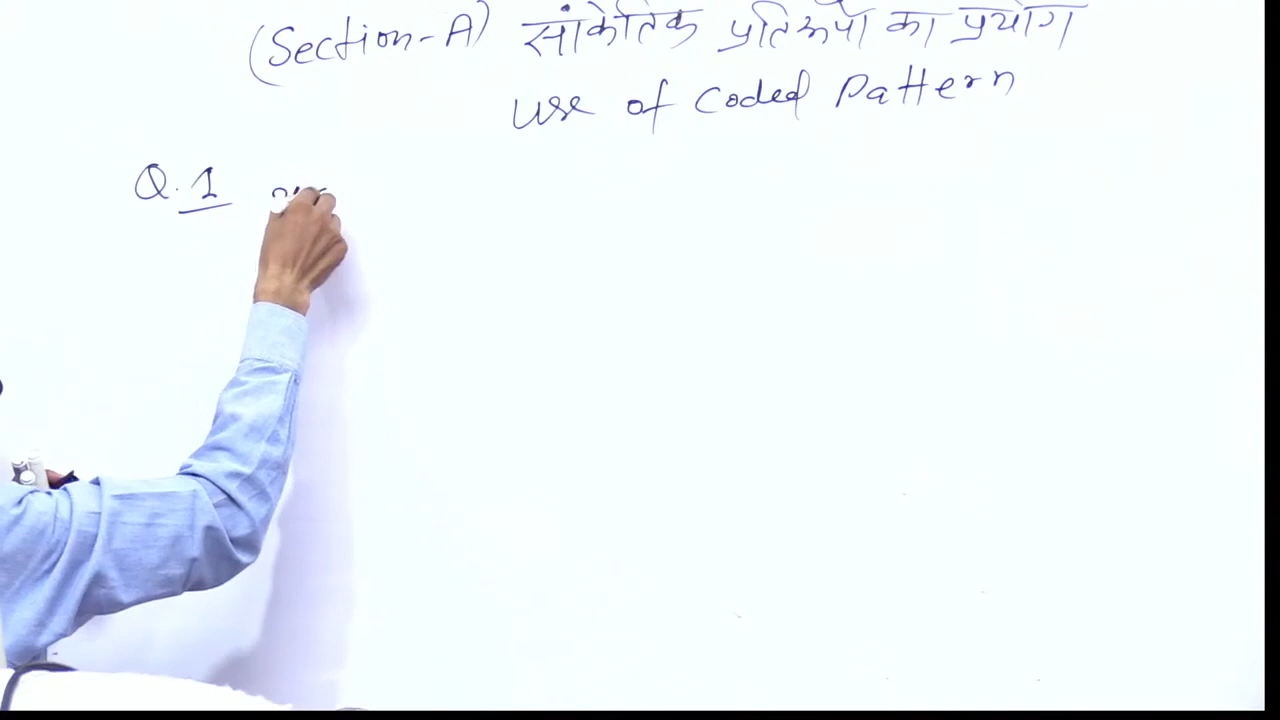 (Section-A) सांकेतिक प्रतिरूपों का प्रयोग
Use of Coded Pattern
Q.1